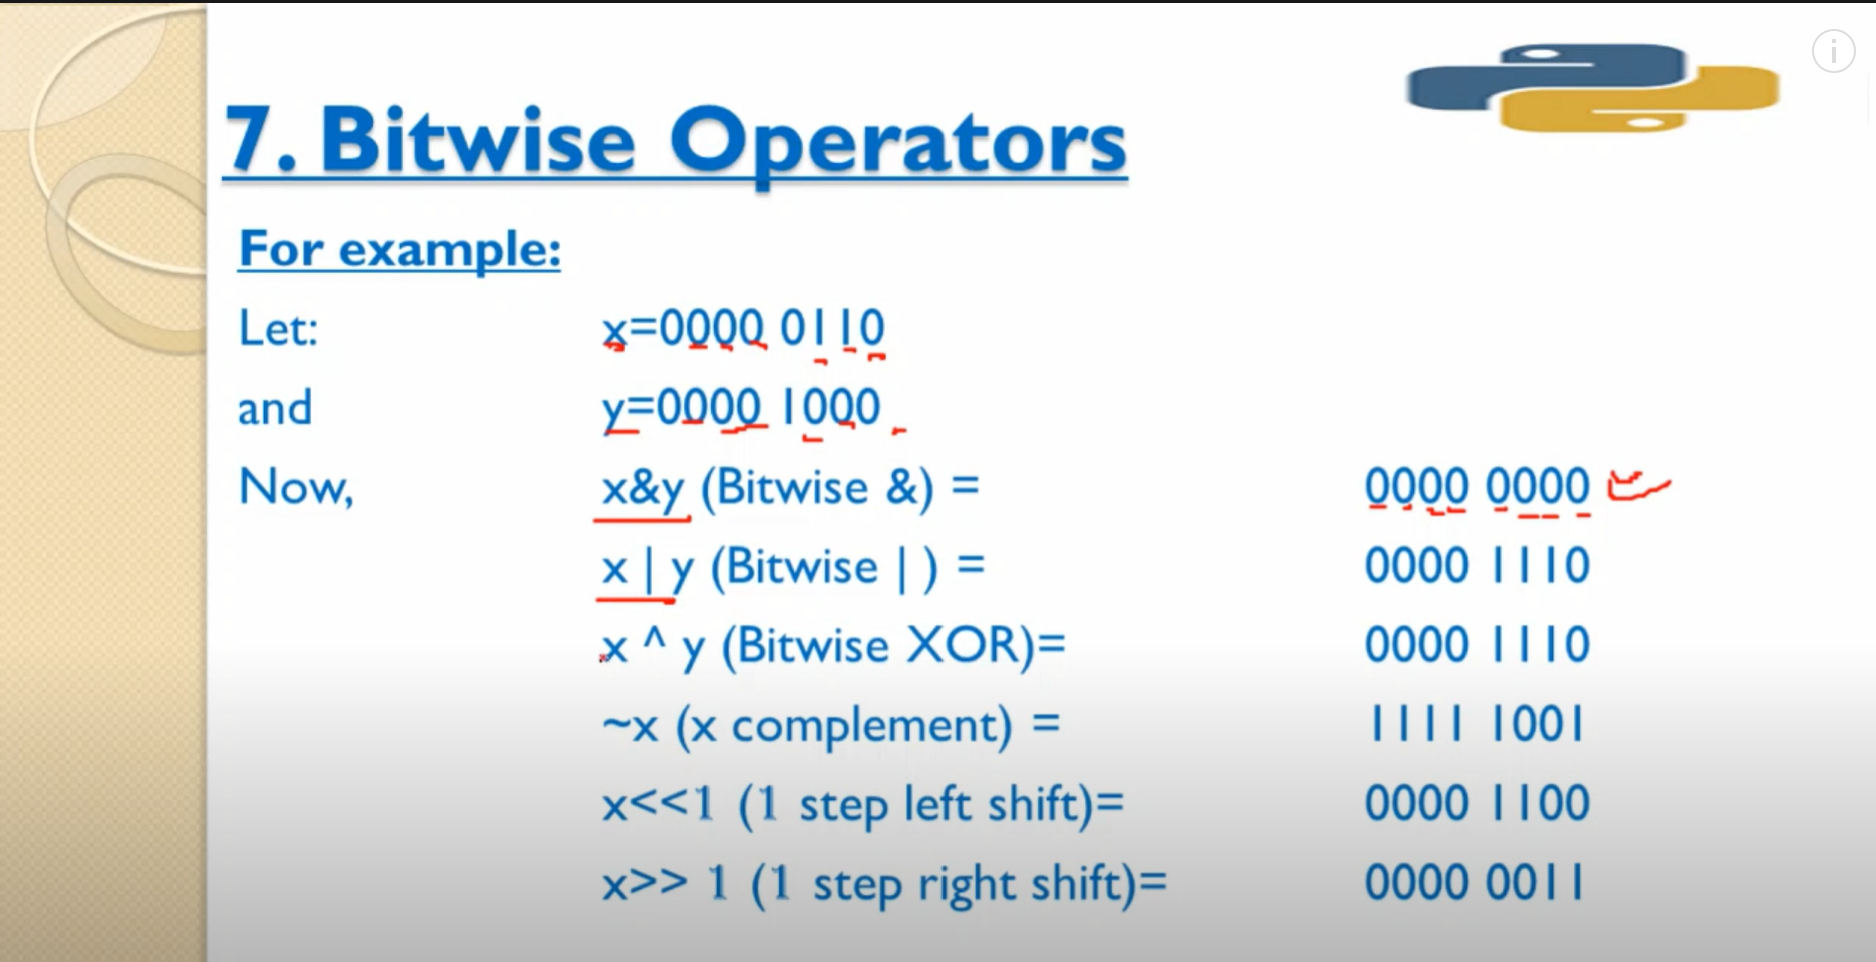 7. Bitwise Operators
For example:
Let: x=0000 0110
and y=0000 1000
Now, x&y (Bitwise &) = 0000 0000
x | y (Bitwise | ) = 0000 1110
x ^ y (Bitwise XOR)= 0000 1110
~x (x complement) = 1111 1001
x<<1 (1 step left shift)= 0000 1100
x>> 1 (1 step right shift)= 0000 0011